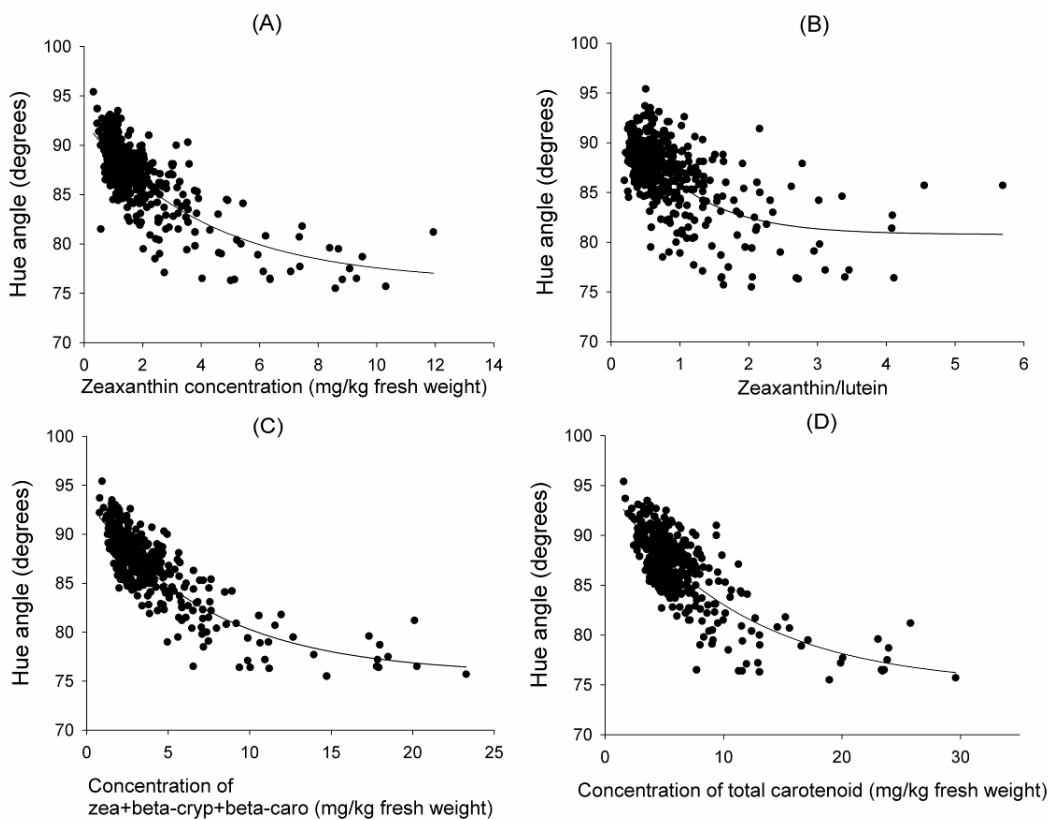 (A)
Hue angle (degrees)
100
95
90
85
80
75
70
0 2 4 6 8 10 12 14
Zeaxanthin concentration (mg/kg fresh weight)
(B)
Hue angle (degrees)
100
95
90
85
80
75
70
0 1 2 3 4 5 6
Zeaxanthin/lutein
(C)
Hue angle (degrees)
100
95
90
85
80
75
70
0 5 10 15 20 25
Concentration of
zea+beta-cryp+beta-caro (mg/kg fresh weight)
(D)
Hue angle (degrees)
100
95
90
85
80
75
70
0 10 20 30
Concentration of total carotenoid (mg/kg fresh weight)